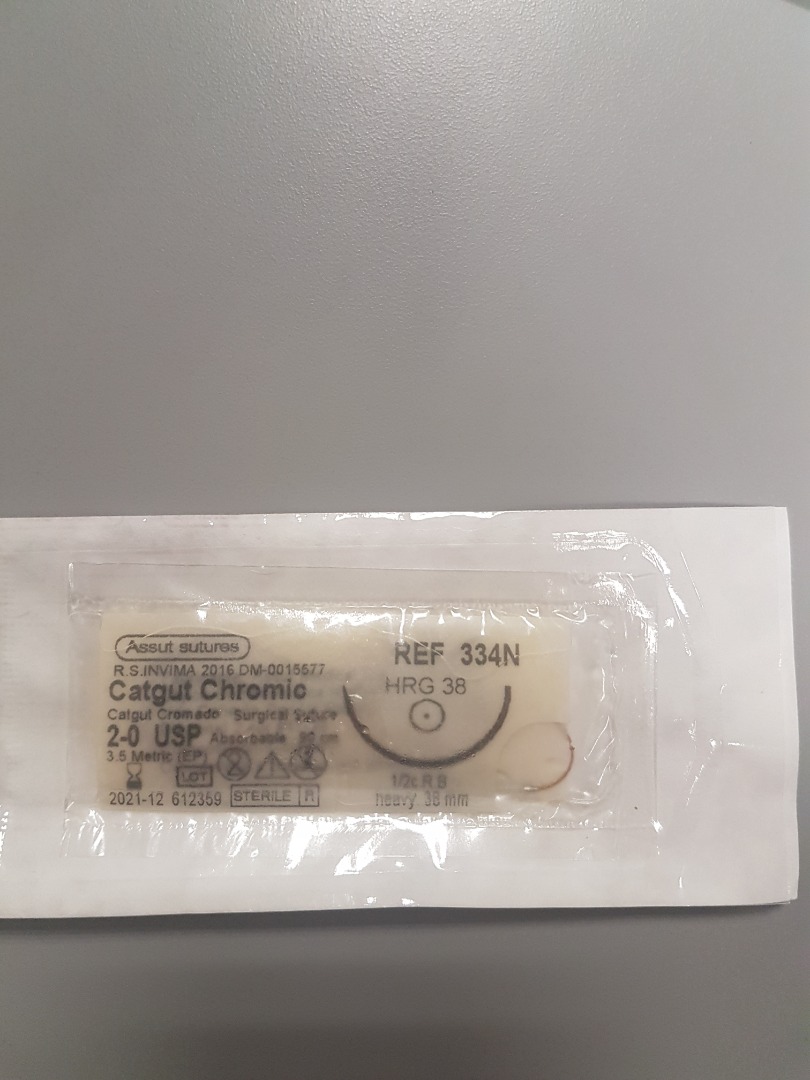 Assut sutures
R.S.INVIMA 2016 DM-0015577
Catgut Chromic
Catgut Cromado Surgical Suture
2-0 USP Absorbable
3.5 Metric (EP)
LOT
2021-12 612359 STERILE R
REF 334N
HRG 38
1/2c R B
heavy 38 mm